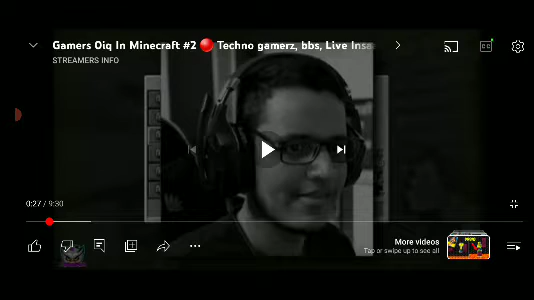 Gamers Oiq In Minecraft #2 🔴 Techno gamerz, bbs, Live Insa
STREAMERS INFO
CC
0:27 / 9:30
More videos
Tap or swipe up to see all